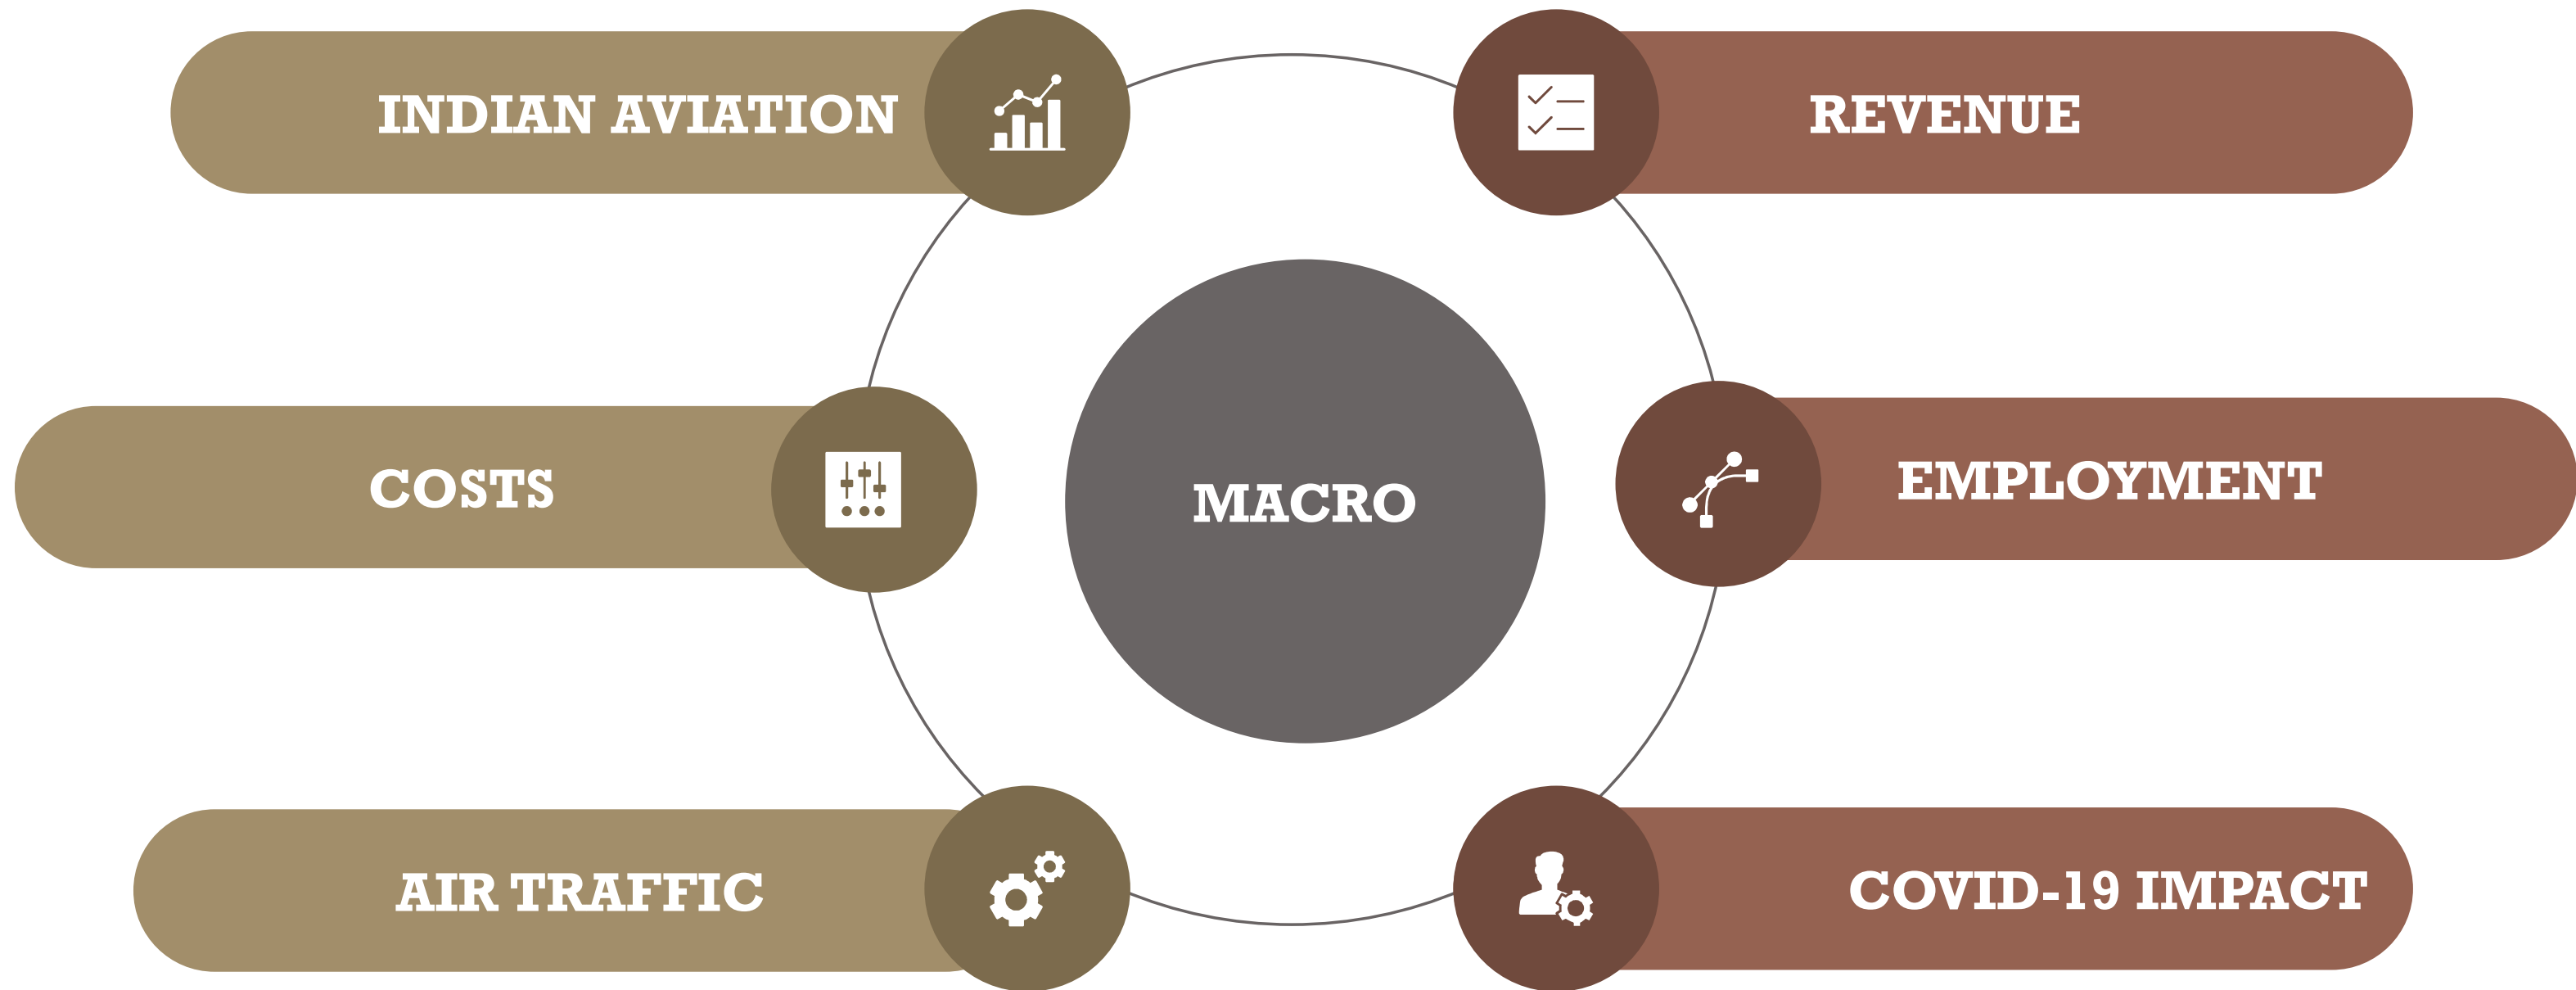 INDIAN AVIATION
REVENUE
COSTS
MACRO
EMPLOYMENT
AIR TRAFFIC
COVID-19 IMPACT